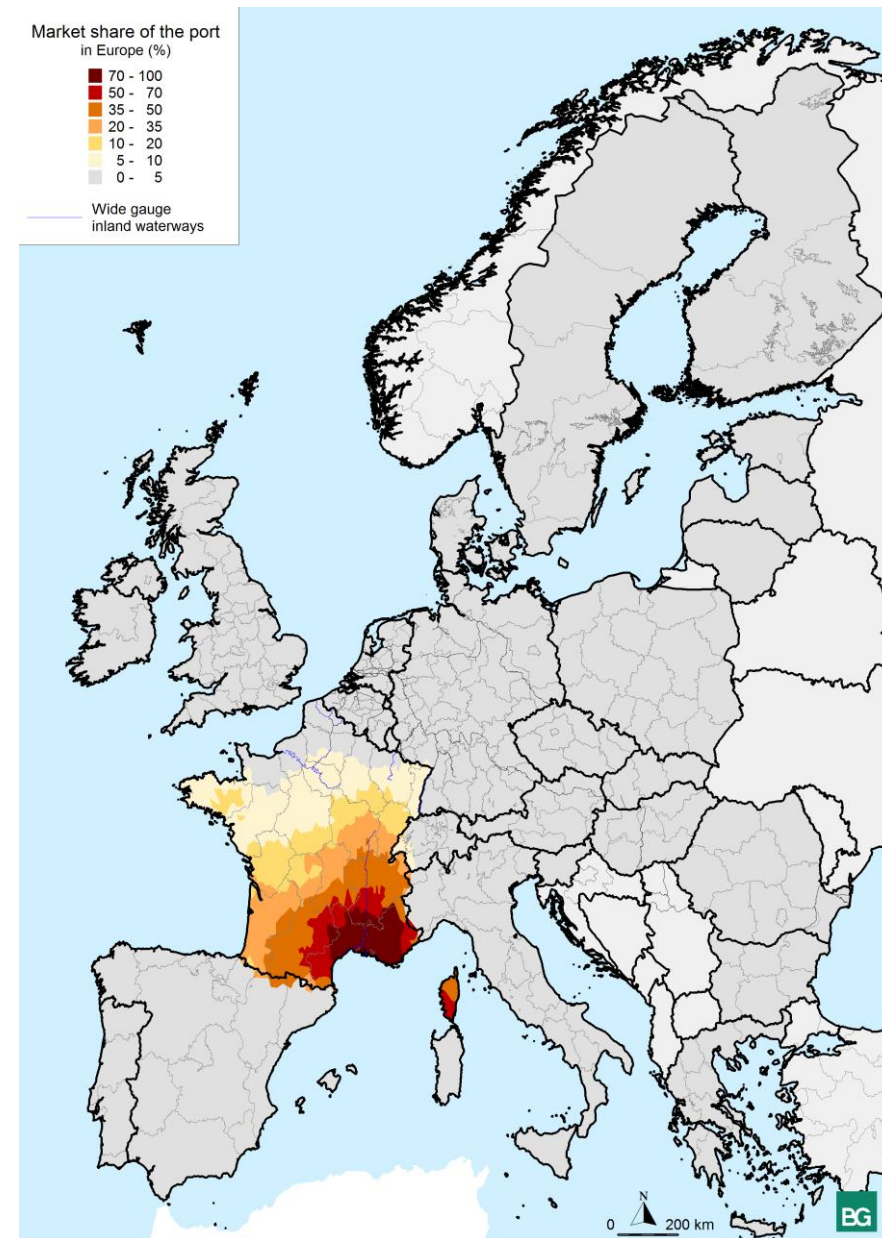 Market share of the port
in Europe (%)
70 - 100
50 - 70
35 - 50
20 - 35
10 - 20
5 - 10
0 - 5
Wide gauge
inland waterways
N
0 200 km
BG